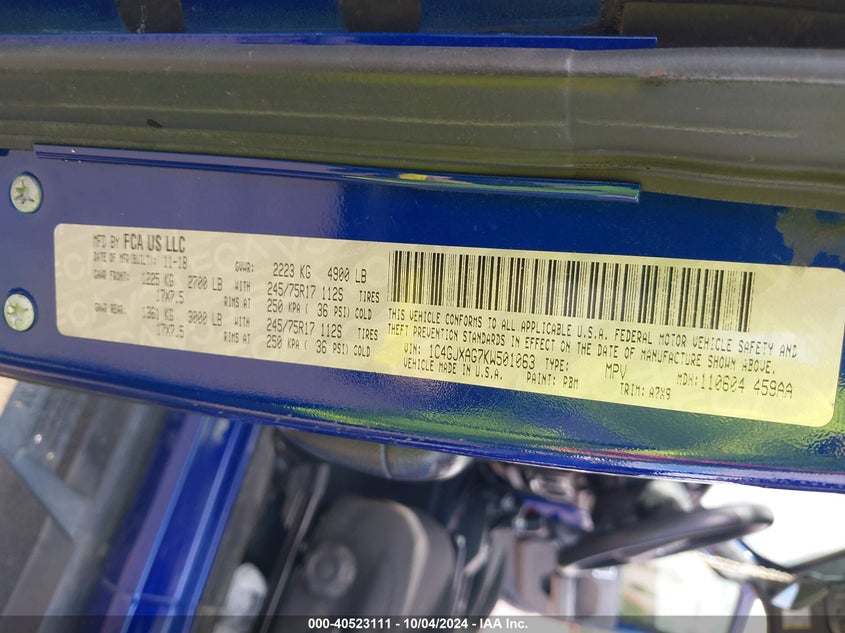 MFD BY FCA US LLC
DATE OF MFR(BUILT): 11-18 GVWR: 2223 KG 4900 LB
GAWR FRONT: 1225 KG 2700 LB WITH 245/75R17 112S TIRES
17X7.5 RIMS AT 250 KPA ( 36 PSI) COLD
GAWR REAR: 1361 KG 3000 LB WITH 245/75R17 112S TIRES
17X7.5 RIMS AT 250 KPA ( 36 PSI) COLD
THIS VEHICLE CONFORMS TO ALL APPLICABLE U.S.A. FEDERAL MOTOR VEHICLE SAFETY AND
THEFT PREVENTION STANDARDS IN EFFECT ON THE DATE OF MANUFACTURE SHOWN ABOVE.
VIN: 1C4GJXAG7KW501063 TYPE: MPV MDH: 110604 459AA
VEHICLE MADE IN U.S.A. PAINT: PBM TRIM: A7X9
000-40523111 - 10/04/2024 - IAA Inc.